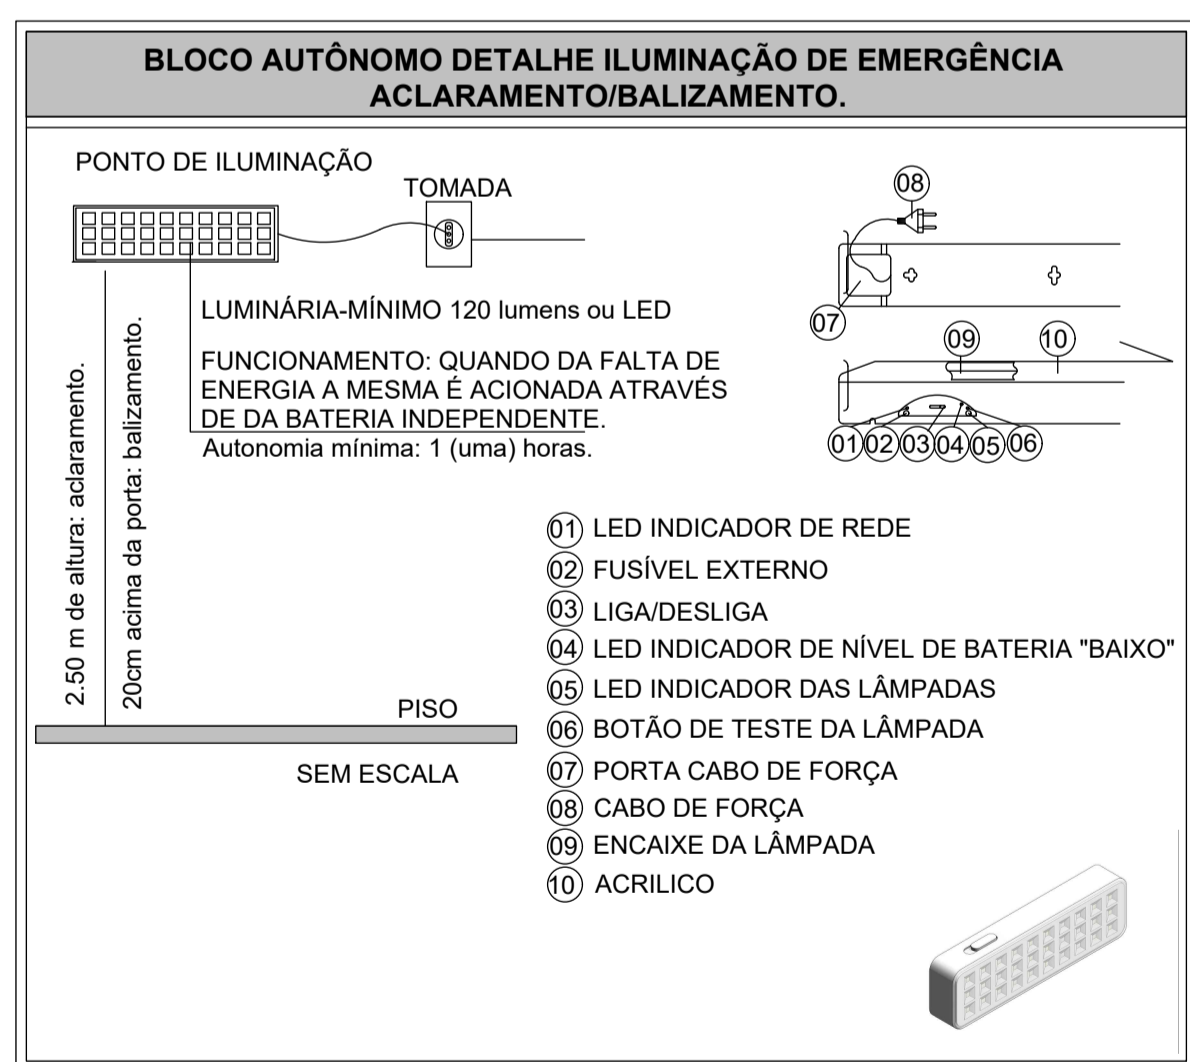 BLOCO AUTÔNOMO DETALHE ILUMINAÇÃO DE EMERGÊNCIA
ACLARAMENTO/BALIZAMENTO.
PONTO DE ILUMINAÇÃO
TOMADA
LUMINÁRIA-MÍNIMO 120 lumens ou LED
FUNCIONAMENTO: QUANDO DA FALTA DE
ENERGIA A MESMA É ACIONADA ATRAVÉS
DE DA BATERIA INDEPENDENTE.
Autonomia mínima: 1 (uma) horas.
2.50 m de altura: aclaramento.
20cm acima da porta: balizamento.
PISO
SEM ESCALA
08
07
09 10
01 02 03 04 05 06
01 LED INDICADOR DE REDE
02 FUSÍVEL EXTERNO
03 LIGA/DESLIGA
04 LED INDICADOR DE NÍVEL DE BATERIA "BAIXO"
05 LED INDICADOR DAS LÂMPADAS
06 BOTÃO DE TESTE DA LÂMPADA
07 PORTA CABO DE FORÇA
08 CABO DE FORÇA
09 ENCAIXE DA LÂMPADA
10 ACRILICO